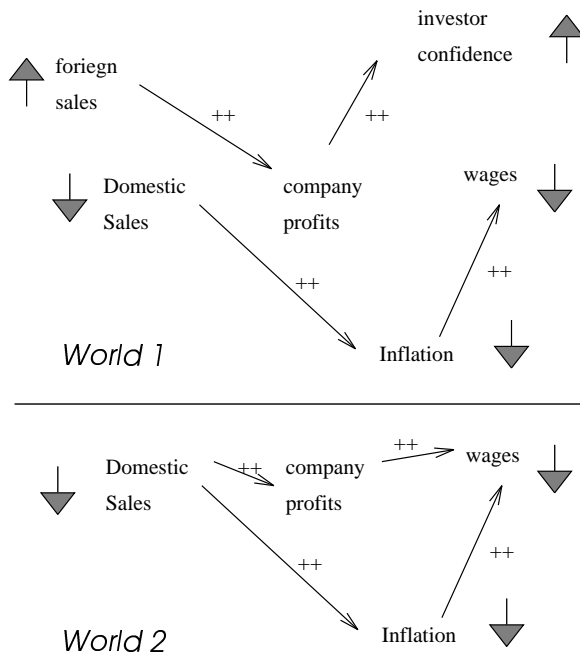 investor
confidence
foriegn
sales
++
++
Domestic
Sales
company
profits
wages
++
++
World 1
Inflation
Domestic
Sales
++
company
profits
++
wages
++
++
World 2
Inflation